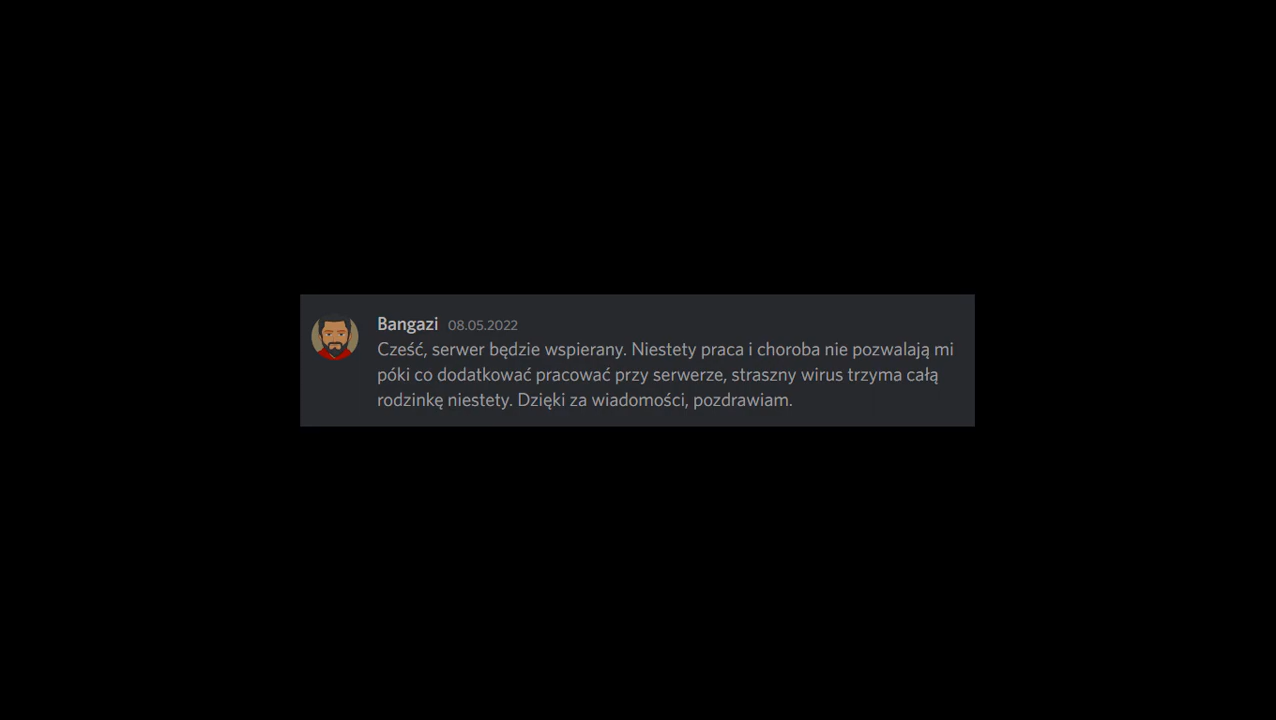 Bangazi 08.05.2022
Cześć, serwer będzie wspierany. Niestety praca i choroba nie pozwalają mi
póki co dodatkować pracować przy serwerze, straszny wirus trzyma całą
rodzinkę niestety. Dzięki za wiadomości, pozdrawiam.